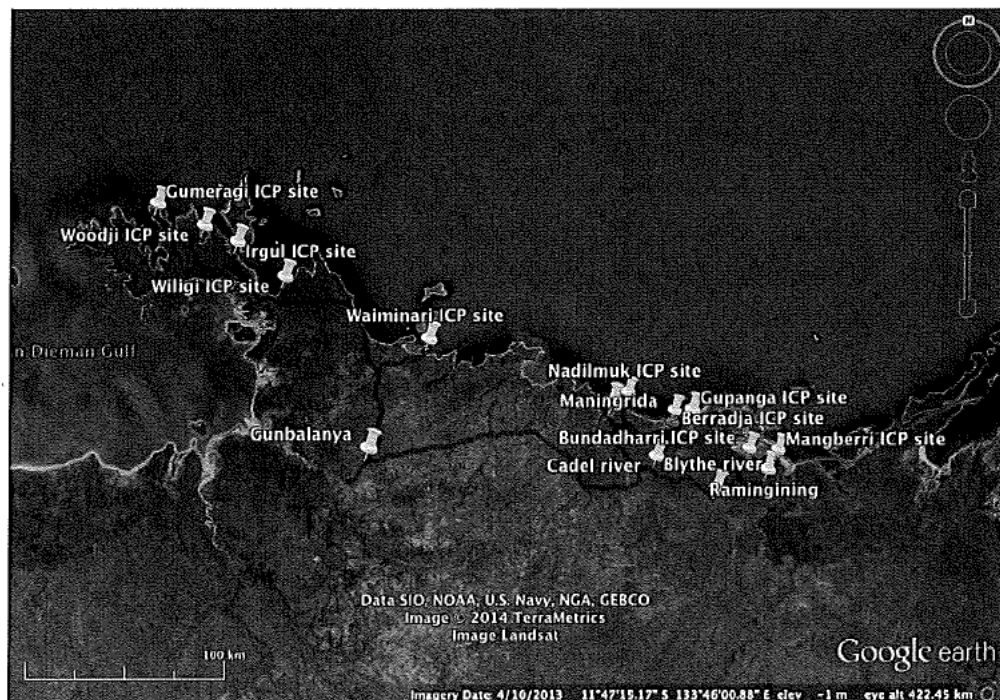 N
Gumeragi ICP site
Woodji ICP site
Irgul ICP site
Wiligi ICP site
Waiminari ICP site
n Dieman Gulf
Nadilmuk ICP site
Maningrida
Gupanga ICP site
Berradja ICP site
Gunbalanya
Bundadharri ICP site
Mangberri ICP site
Cadel river
Blythe river
Ramingining
Data SIO, NOAA, U.S. Navy, NGA, GEBCO
Image © 2014 TerraMetrics
Image Landsat
100 km
Google earth
Imagery Date: 4/10/2013 11°47'15.17" S 133°46'00.88" E elev -1 m eye alt 422.45 km